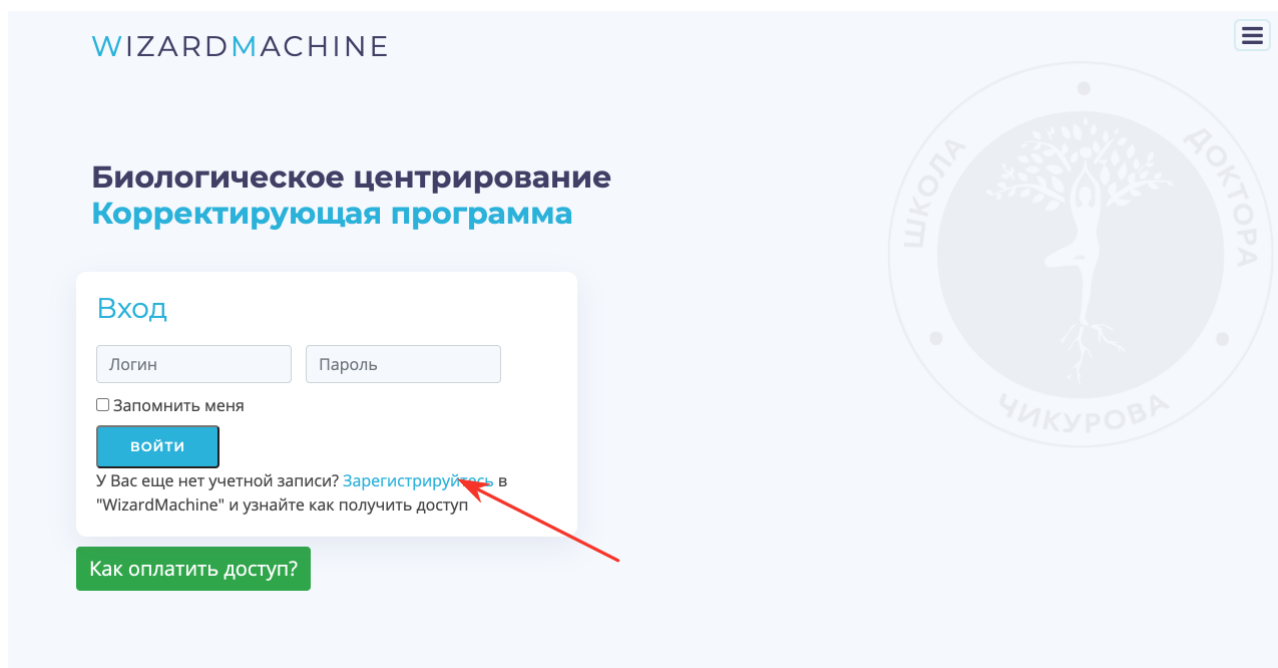 WIZARDMACHINE
Биологическое центрирование
Корректирующая программа
ШКОЛА ДОКТОРА ЧИКУРОВА
Вход
Логин
Пароль
Запомнить меня
ВОЙТИ
У Вас еще нет учетной записи? Зарегистрируйтесь в
"WizardMachine" и узнайте как получить доступ
Как оплатить доступ?